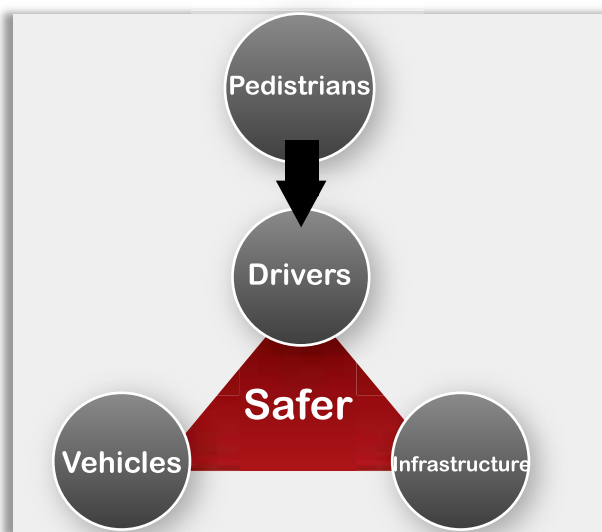 Pedistrians
Drivers
Safer
Vehicles
Infrastructure